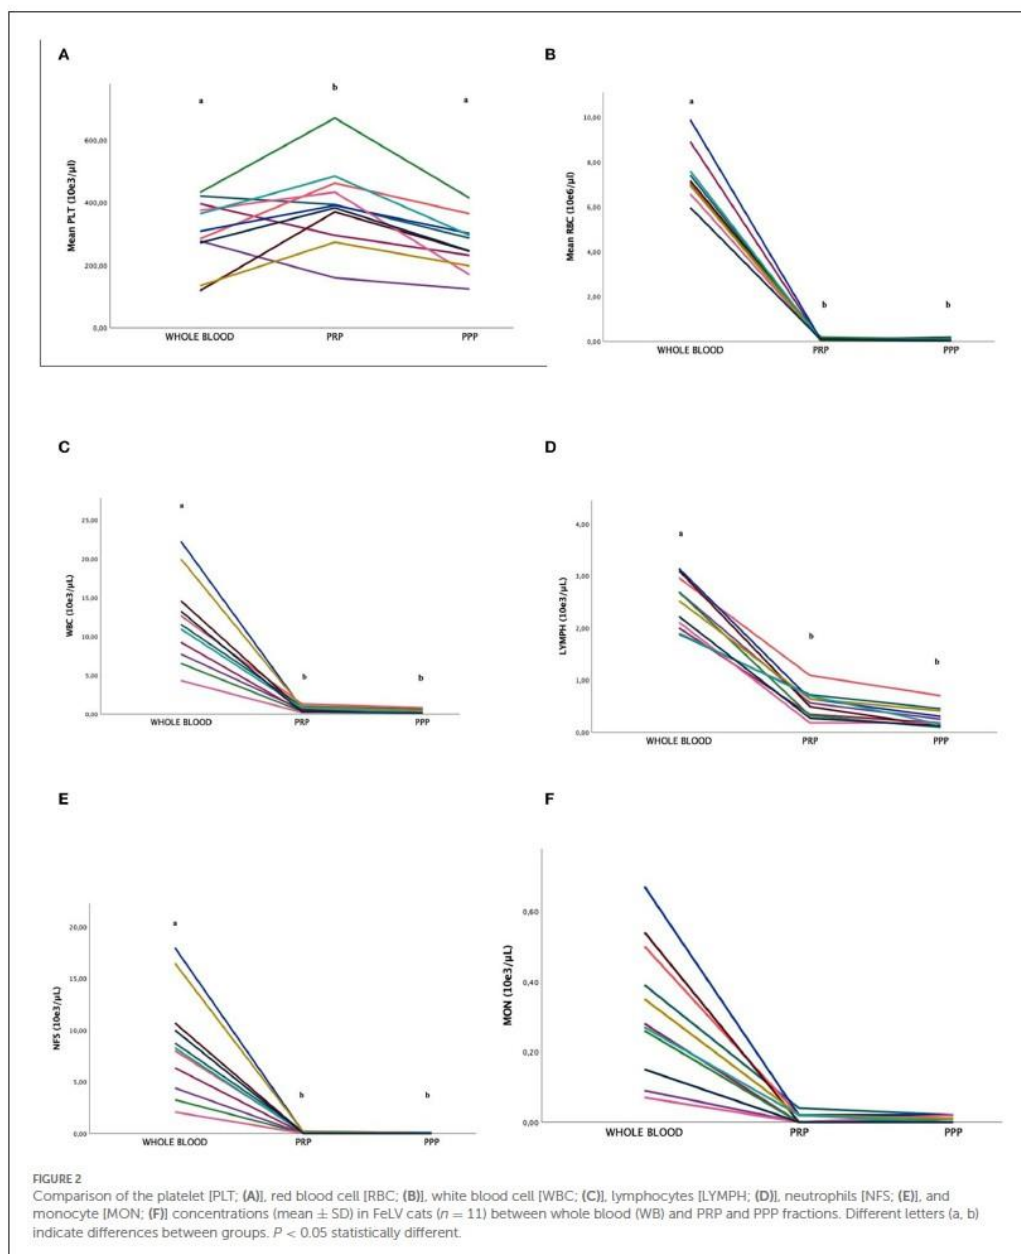 A
a
b
a
600,00
400,00
200,00
0,00
Mean PLT (10e3/µl)
WHOLE BLOOD
PRP
PPP
B
a
b
b
10,00
8,00
6,00
4,00
2,00
0,00
Mean RBC (10e6/µl)
WHOLE BLOOD
PRP
PPP
C
a
b
b
25,00
20,00
15,00
10,00
5,00
0,00
WBC (10e3/µL)
WHOLE BLOOD
PRP
PPP
D
a
b
b
4,00
3,00
2,00
1,00
0,00
LYMPH (10e3/µL)
WHOLE BLOOD
PRP
PPP
E
a
b
b
20,00
15,00
10,00
5,00
0,00
NFS (10e3/µL)
WHOLE BLOOD
PRP
PPP
F
0,60
0,40
0,20
0,00
MON (10e3/µL)
WHOLE BLOOD
PRP
PPP
FIGURE 2
Comparison of the platelet [PLT; (A)], red blood cell [RBC; (B)], white blood cell [WBC; (C)], lymphocytes [LYMPH; (D)], neutrophils [NFS; (E)], and
monocyte [MON; (F)] concentrations (mean ± SD) in FeLV cats (n = 11) between whole blood (WB) and PRP and PPP fractions. Different letters (a, b)
indicate differences between groups. P < 0.05 statistically different.